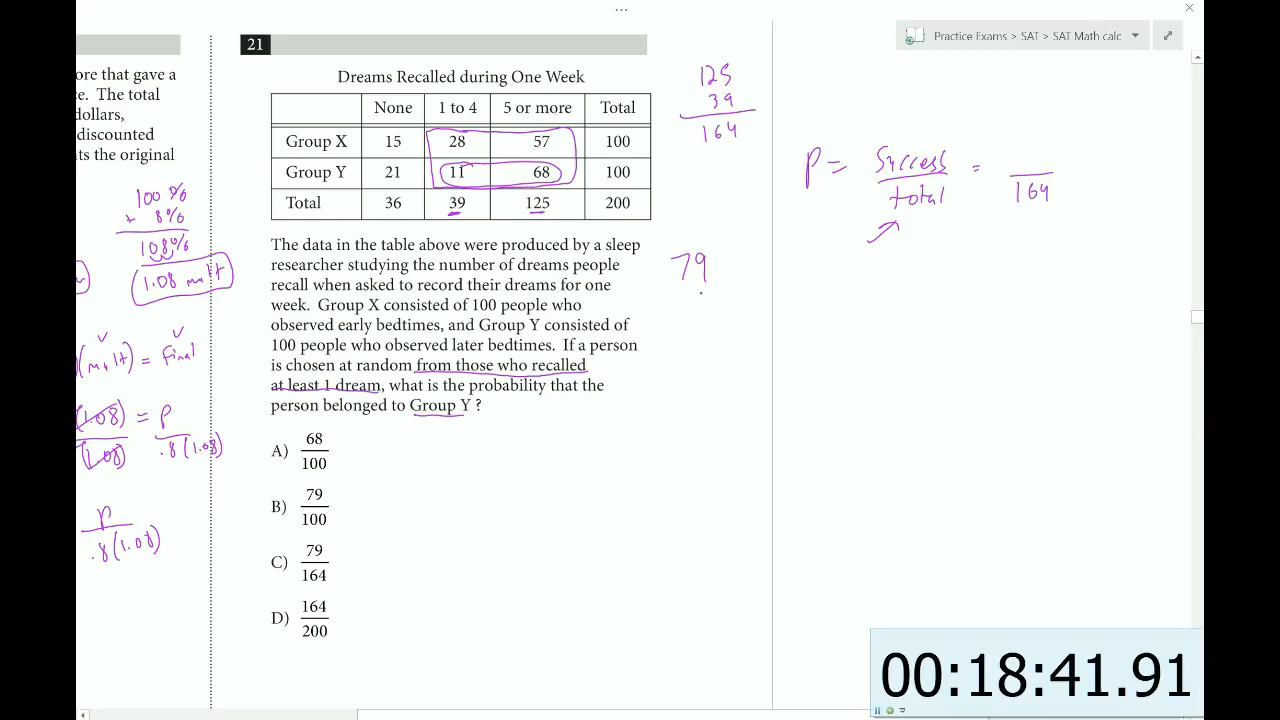 ...
Practice Exams > SAT > SAT Math calc
ore that gave a
ce. The total
dollars,
discounted
ts the original
100 %
+ 8%
108%
1.08 mult
(mult) = final
(1.08) = p
(1.08) .8(1.08)
p
.8(1.08)
21
Dreams Recalled during One Week
None 1 to 4 5 or more Total
Group X 15 28 57 100
Group Y 21 11 68 100
Total 36 39 125 200
The data in the table above were produced by a sleep
researcher studying the number of dreams people
recall when asked to record their dreams for one
week. Group X consisted of 100 people who
observed early bedtimes, and Group Y consisted of
100 people who observed later bedtimes. If a person
is chosen at random from those who recalled
at least 1 dream, what is the probability that the
person belonged to Group Y ?
A) 68
100
B) 79
100
C) 79
164
D) 164
200
125
39
164
79
P = Success =
total 164
00:18:41.91